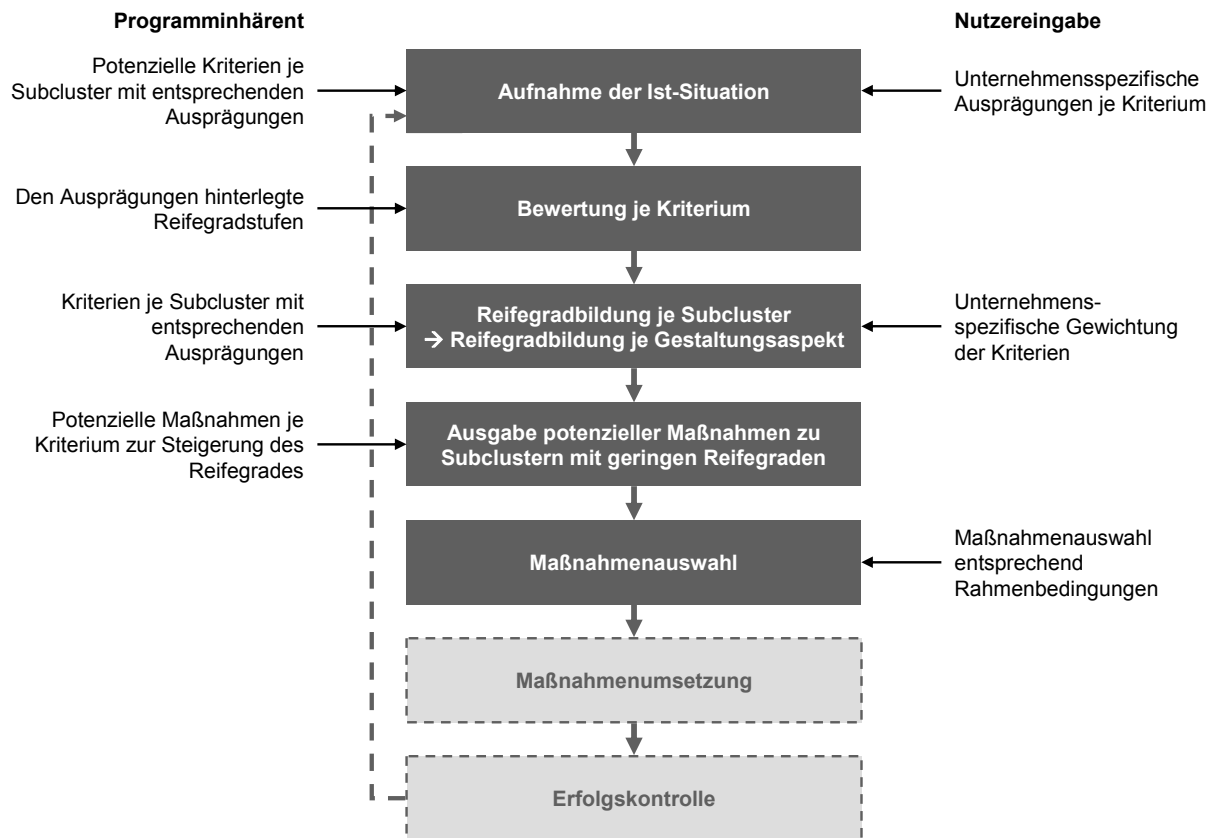 Programminhärent
Nutzereingabe
Potenzielle Kriterien je
Subcluster mit entsprechenden
Ausprägungen
Aufnahme der Ist-Situation
Unternehmensspezifische
Ausprägungen je Kriterium
Den Ausprägungen hinterlegte
Reifegradstufen
Bewertung je Kriterium
Kriterien je Subcluster mit
entsprechenden
Ausprägungen
Reifegradbildung je Subcluster
→ Reifegradbildung je Gestaltungsaspekt
Unternehmens-
spezifische Gewichtung
der Kriterien
Potenzielle Maßnahmen je
Kriterium zur Steigerung des
Reifegrades
Ausgabe potenzieller Maßnahmen zu
Subclustern mit geringen Reifegraden
Maßnahmenauswahl
Maßnahmenauswahl
entsprechend
Rahmenbedingungen
Maßnahmenumsetzung
Erfolgskontrolle